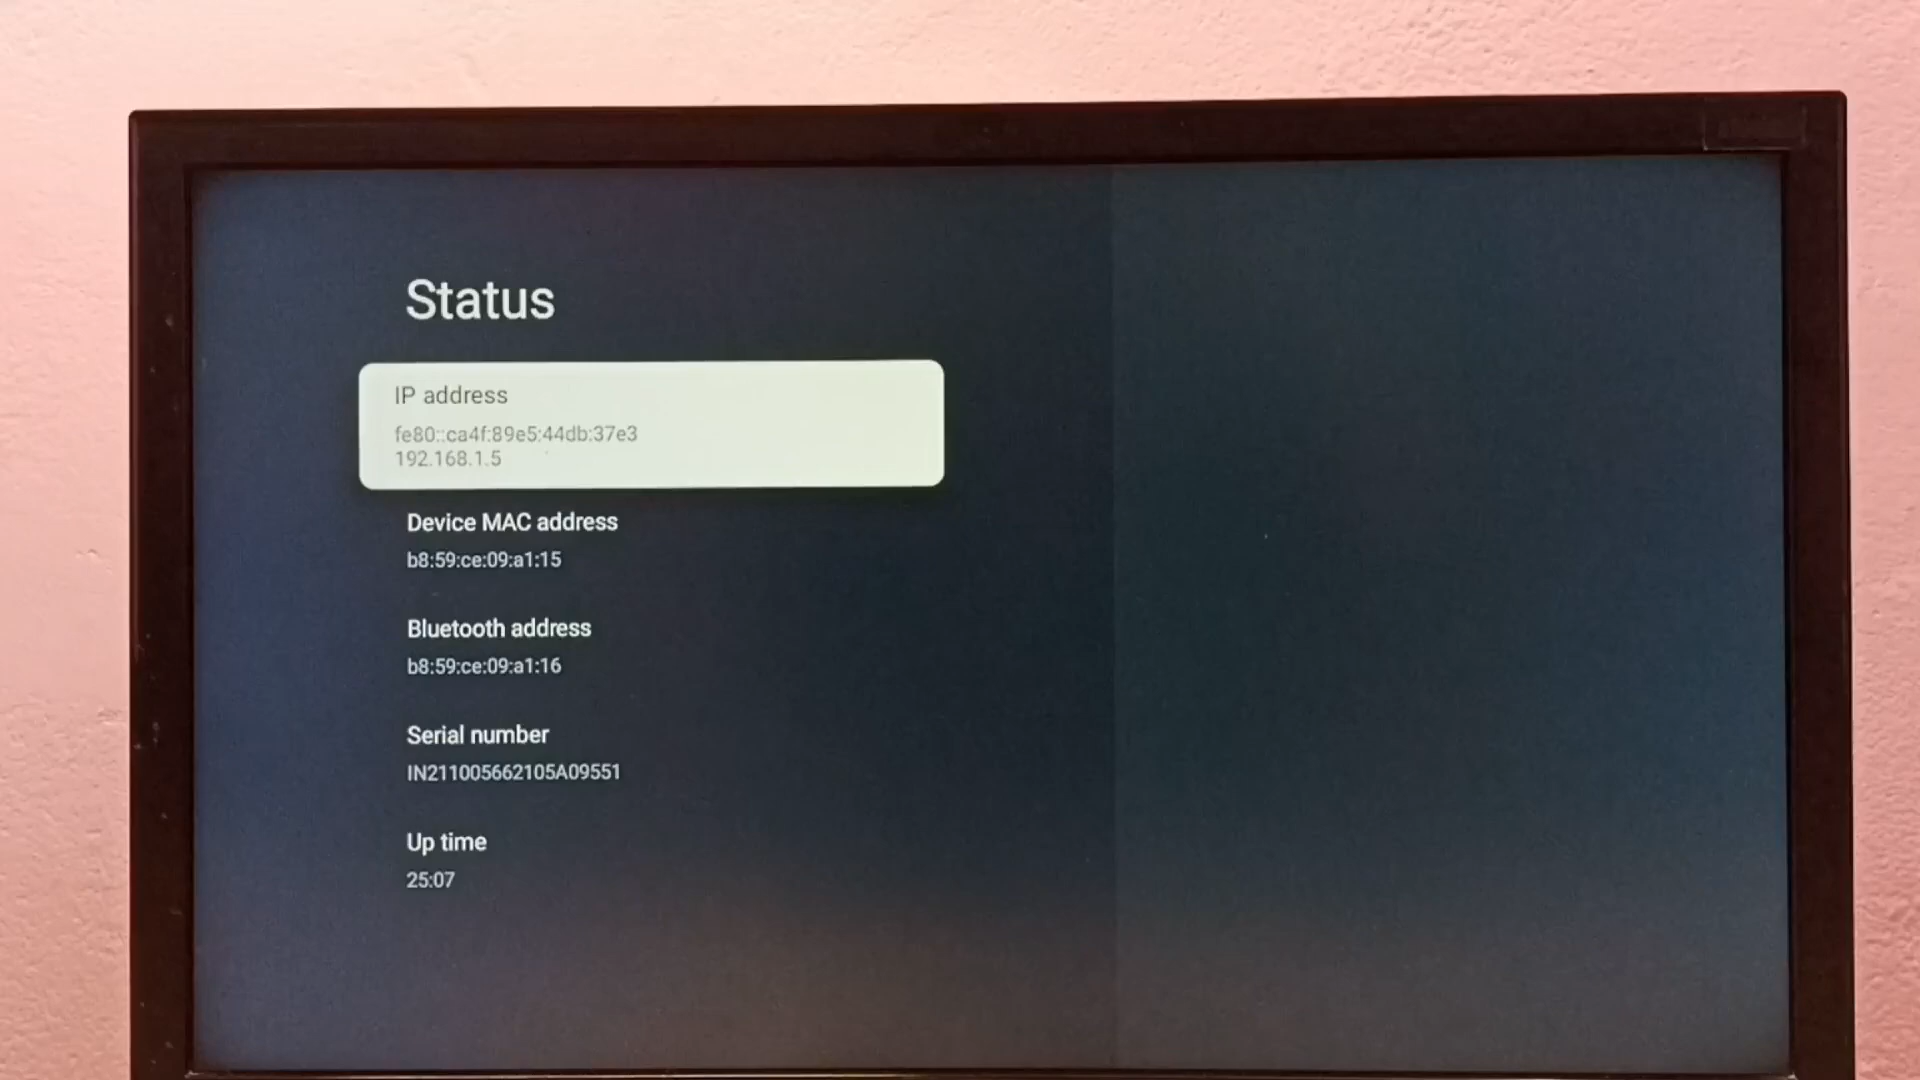 Status
IP address
fe80::ca4f:89e5:44db:37e3
192.168.1.5
Device MAC address
b8:59:ce:09:a1:15
Bluetooth address
b8:59:ce:09:a1:16
Serial number
IN211005662105A09551
Up time
25:07